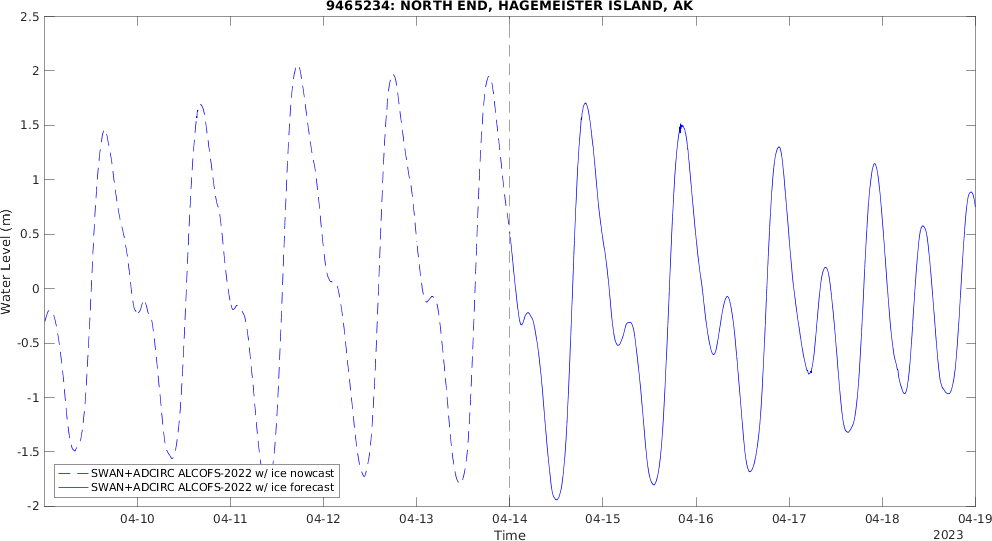 9465234: NORTH END, HAGEMEISTER ISLAND, AK
2.5
2
1.5
1
0.5
0
-0.5
-1
-1.5
-2
Water Level (m)
SWAN+ADCIRC ALCOFS-2022 w/ ice nowcast
SWAN+ADCIRC ALCOFS-2022 w/ ice forecast
04-10 04-11 04-12 04-13 04-14 04-15 04-16 04-17 04-18 04-19
Time
2023